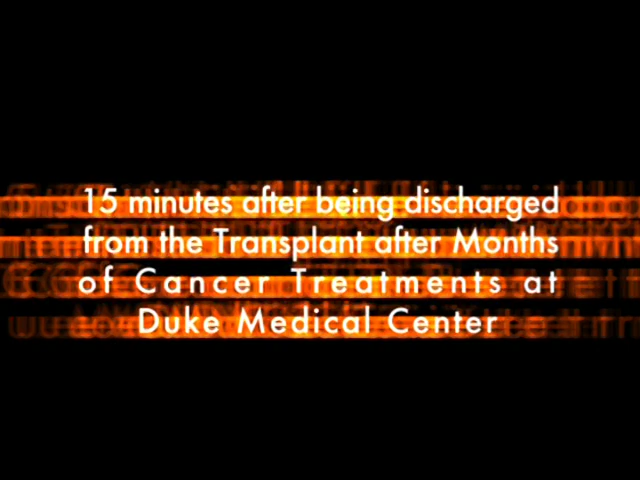 15 minutes after being discharged
from the Transplant after Months
of Cancer Treatments at
Duke Medical Center